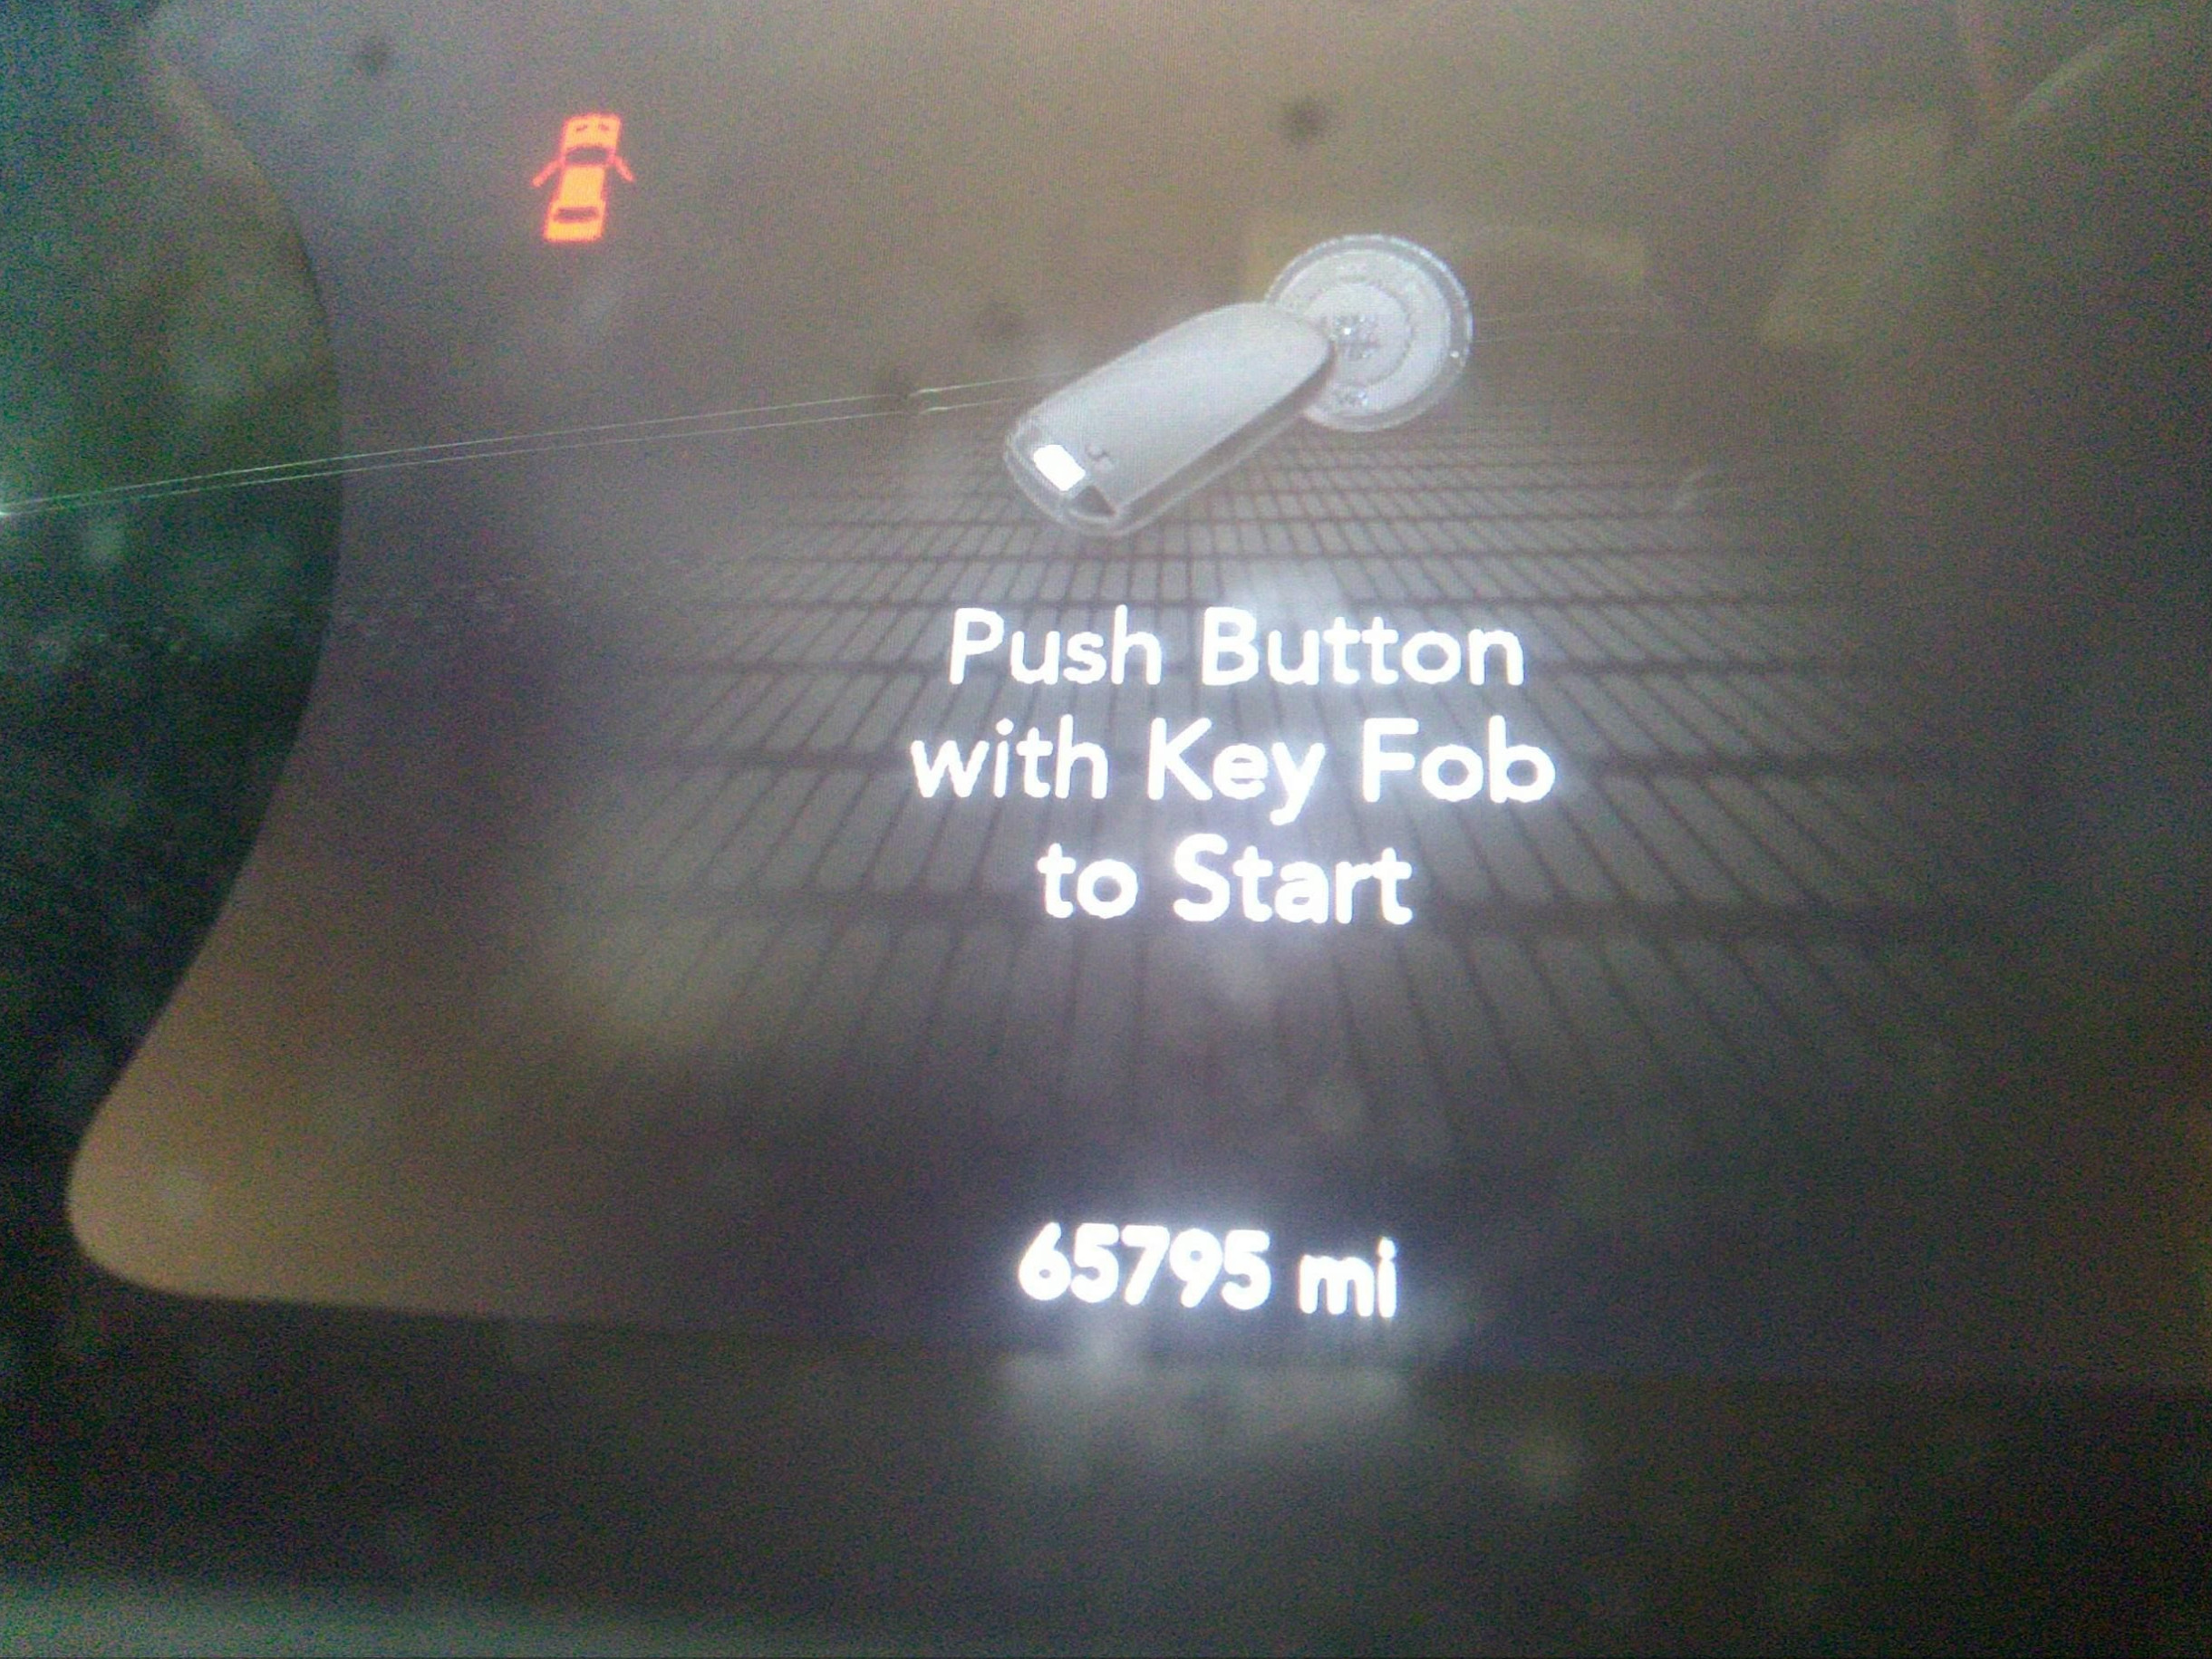 Push Button
with Key Fob
to Start
65795 mi